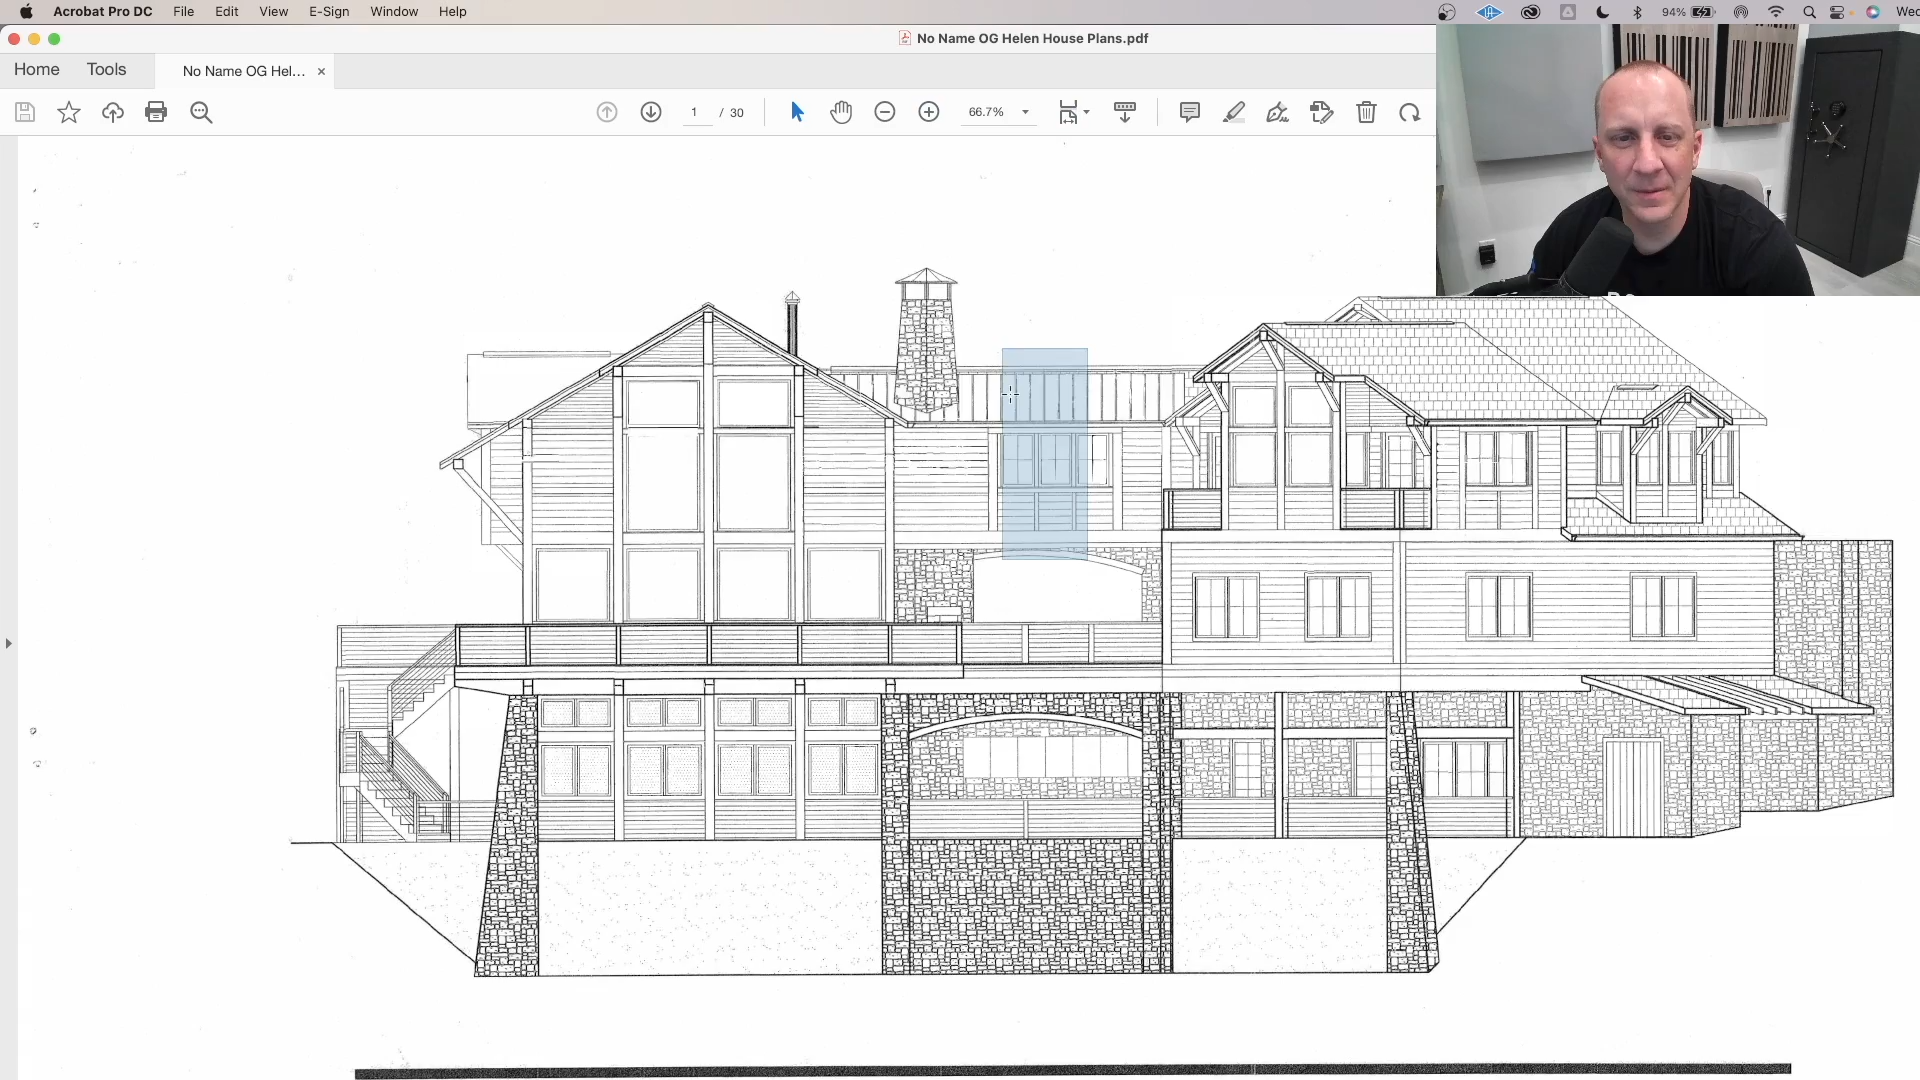 Acrobat Pro DC File Edit View E-Sign Window Help 94% Wed
No Name OG Helen House Plans.pdf
Home Tools No Name OG Hel... ×
1 / 30 66.7%